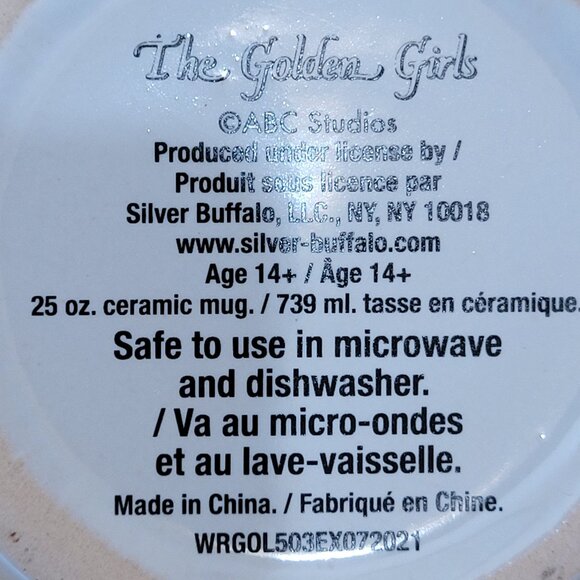 The Golden Girls
©ABC Studios
Produced under license by /
Produit sous licence par
Silver Buffalo, LLC., NY, NY 10018
www.silver-buffalo.com
Age 14+ / Âge 14+
25 oz. ceramic mug. / 739 ml. tasse en céramique.
Safe to use in microwave
and dishwasher.
/ Va au micro-ondes
et au lave-vaisselle.
Made in China. / Fabriqué en Chine.
WRGOL503EX072021